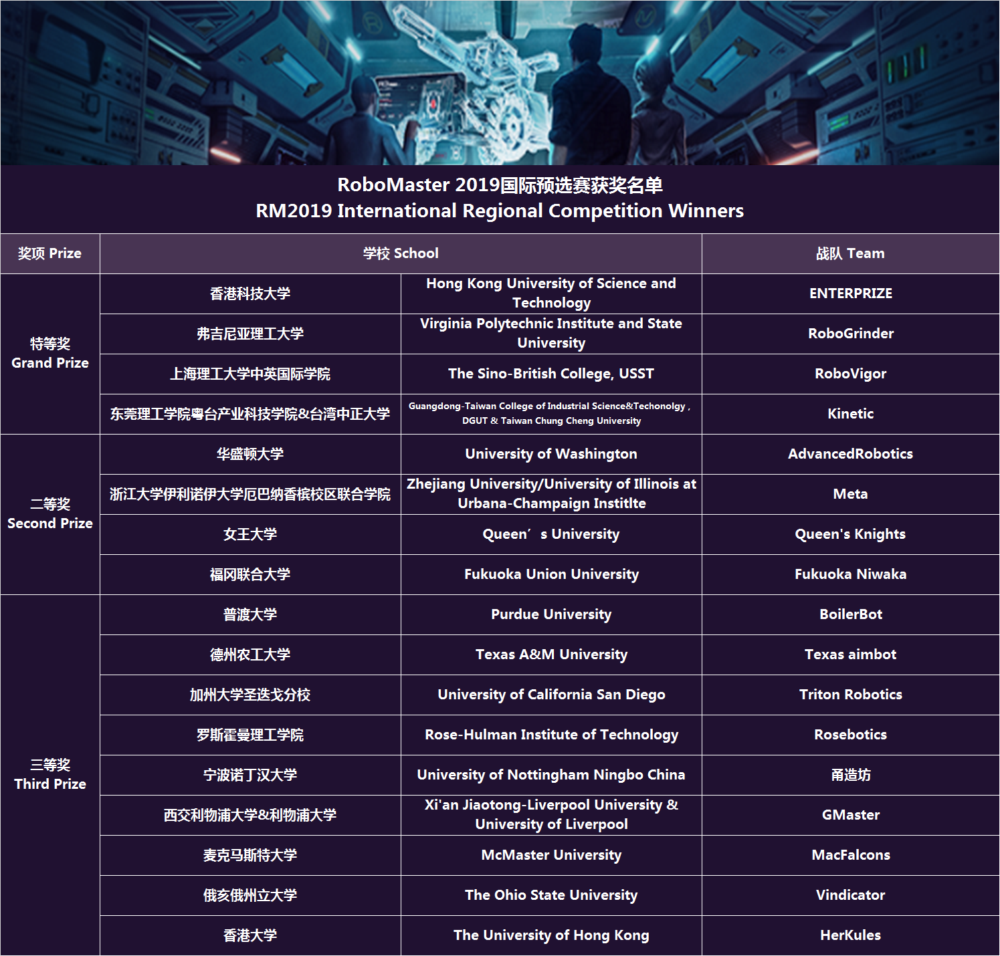 RoboMaster 2019国际预选赛获奖名单
RM2019 International Regional Competition Winners
奖项 Prize
学校 School
战队 Team
特等奖
Grand Prize
香港科技大学
Hong Kong University of Science and
Technology
ENTERPRIZE
弗吉尼亚理工大学
Virginia Polytechnic Institute and State
University
RoboGrinder
上海理工大学中英国际学院
The Sino-British College, USST
RoboVigor
东莞理工学院粤台产业科技学院&台湾中正大学
Guangdong-Taiwan College of Industrial Science&Techonolgy ,
DGUT & Taiwan Chung Cheng University
Kinetic
二等奖
Second Prize
华盛顿大学
University of Washington
AdvancedRobotics
浙江大学伊利诺伊大学厄巴纳香槟校区联合学院
Zhejiang University/University of Illinois at
Urbana-Champaign Institlte
Meta
女王大学
Queen’s University
Queen's Knights
福冈联合大学
Fukuoka Union University
Fukuoka Niwaka
三等奖
Third Prize
普渡大学
Purdue University
BoilerBot
德州农工大学
Texas A&M University
Texas aimbot
加州大学圣迭戈分校
University of California San Diego
Triton Robotics
罗斯霍曼理工学院
Rose-Hulman Institute of Technology
Rosebotics
宁波诺丁汉大学
University of Nottingham Ningbo China
甬造坊
西交利物浦大学&利物浦大学
Xi'an Jiaotong-Liverpool University &
University of Liverpool
GMaster
麦克马斯特大学
McMaster University
MacFalcons
俄亥俄州立大学
The Ohio State University
Vindicator
香港大学
The University of Hong Kong
HerKules